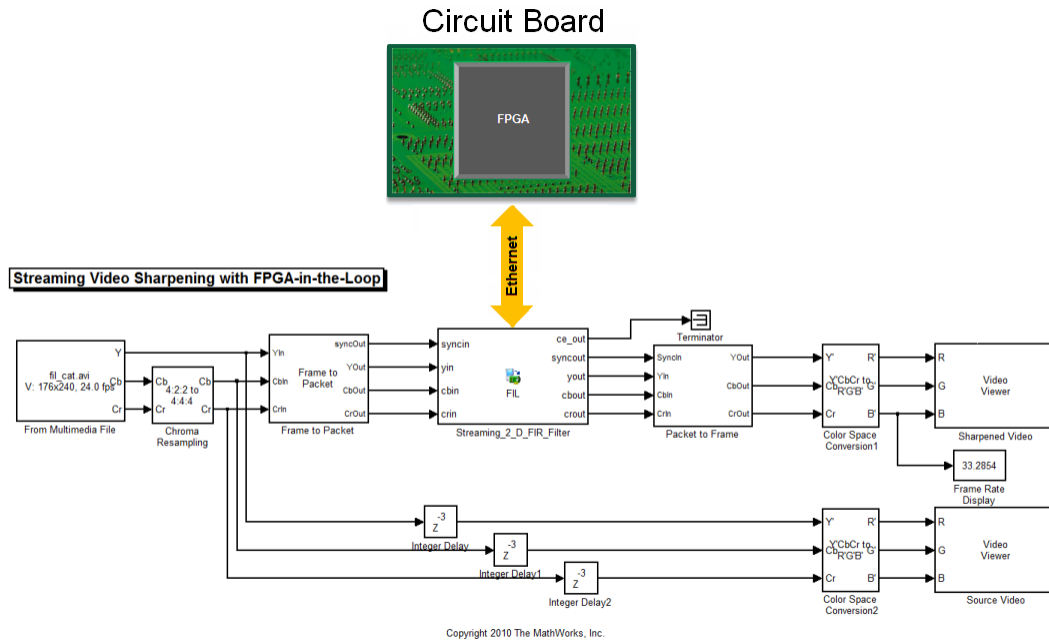 Circuit Board
FPGA
Ethernet
Streaming Video Sharpening with FPGA-in-the-Loop
fil_cat.avi
V: 176x240, 24.0 fps
Y
Cb
Cr
From Multimedia File
Cb
Cr
4:2:2 to
4:4:4
Cb
Cr
Chroma
Resampling
YIn
CbIn
CrIn
Frame to
Packet
syncOut
YOut
CbOut
CrOut
Frame to Packet
syncin
yin
cbin
crin
FIL
ce_out
syncout
yout
cbout
crout
Streaming_2_D_FIR_Filter
Terminator
SyncIn
YIn
CbIn
CrIn
YOut
CbOut
CrOut
Packet to Frame
Y'
Cb
Cr
Y'CbCr to
R'G'B'
R'
G'
B'
Color Space
Conversion1
R
G
B
Video
Viewer
Sharpened Video
33.2854
Frame Rate
Display
-3
Z
Integer Delay
-3
Z
Integer Delay1
-3
Z
Integer Delay2
Y'
Cb
Cr
Y'CbCr to
R'G'B'
R'
G'
B'
Color Space
Conversion2
R
G
B
Video
Viewer
Source Video
Copyright 2010 The MathWorks, Inc.